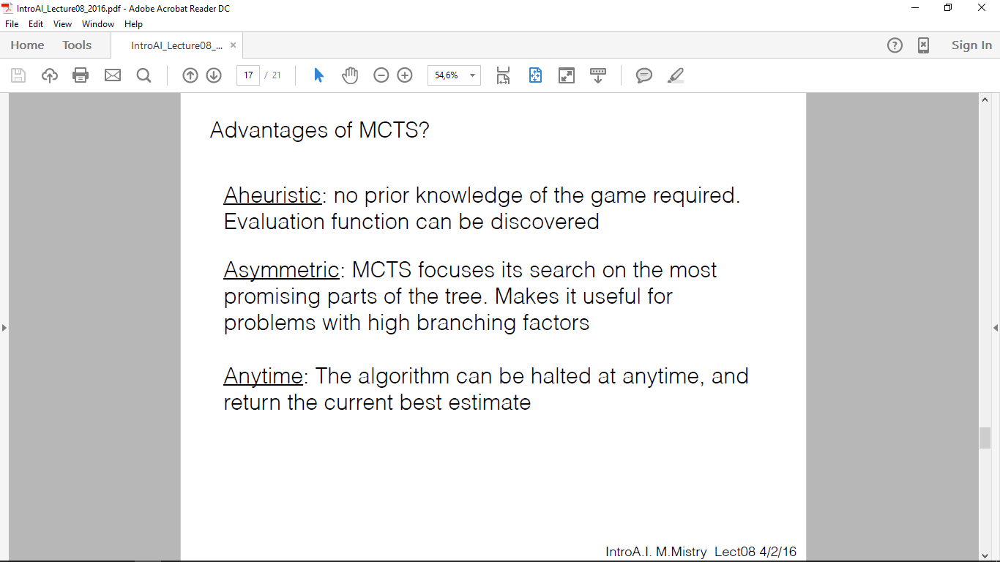 IntroAI_Lecture08_2016.pdf - Adobe Acrobat Reader DC
File Edit View Window Help
Home Tools IntroAI_Lecture08_... × ? Sign In
17 / 21 54,6%
Advantages of MCTS?
Aheuristic: no prior knowledge of the game required.
Evaluation function can be discovered
Asymmetric: MCTS focuses its search on the most
promising parts of the tree. Makes it useful for
problems with high branching factors
Anytime: The algorithm can be halted at anytime, and
return the current best estimate
IntroA.I. M.Mistry Lect08 4/2/16